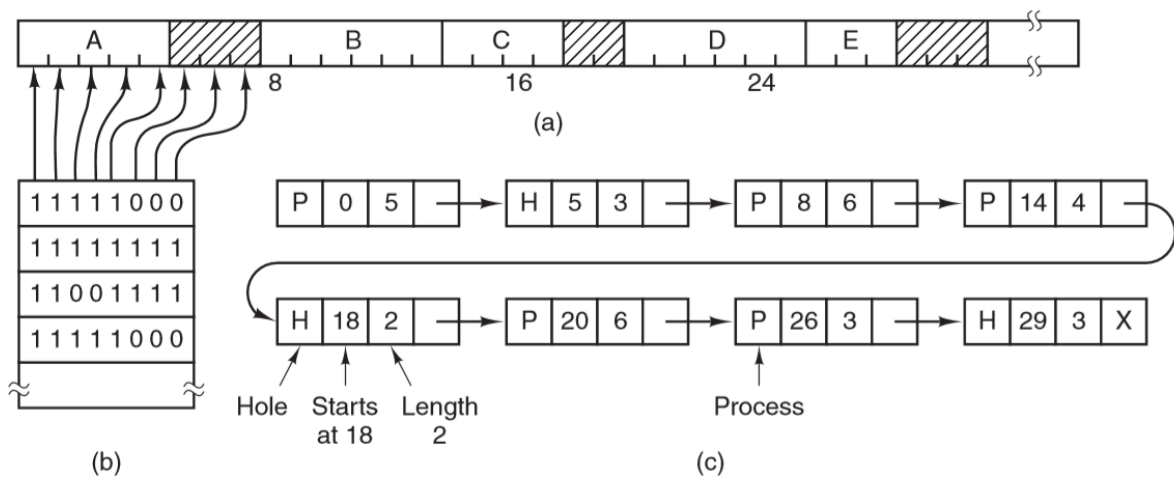 A B C D E
8 16 24
(a)
P 0 5 H 5 3 P 8 6 P 14 4
1 1 1 1 1 0 0 0
1 1 1 1 1 1 1 1
1 1 0 0 1 1 1 1
1 1 1 1 1 0 0 0
H 18 2 P 20 6 P 26 3 H 29 3 X
Hole Starts Length Process
at 18 2
(b) (c)